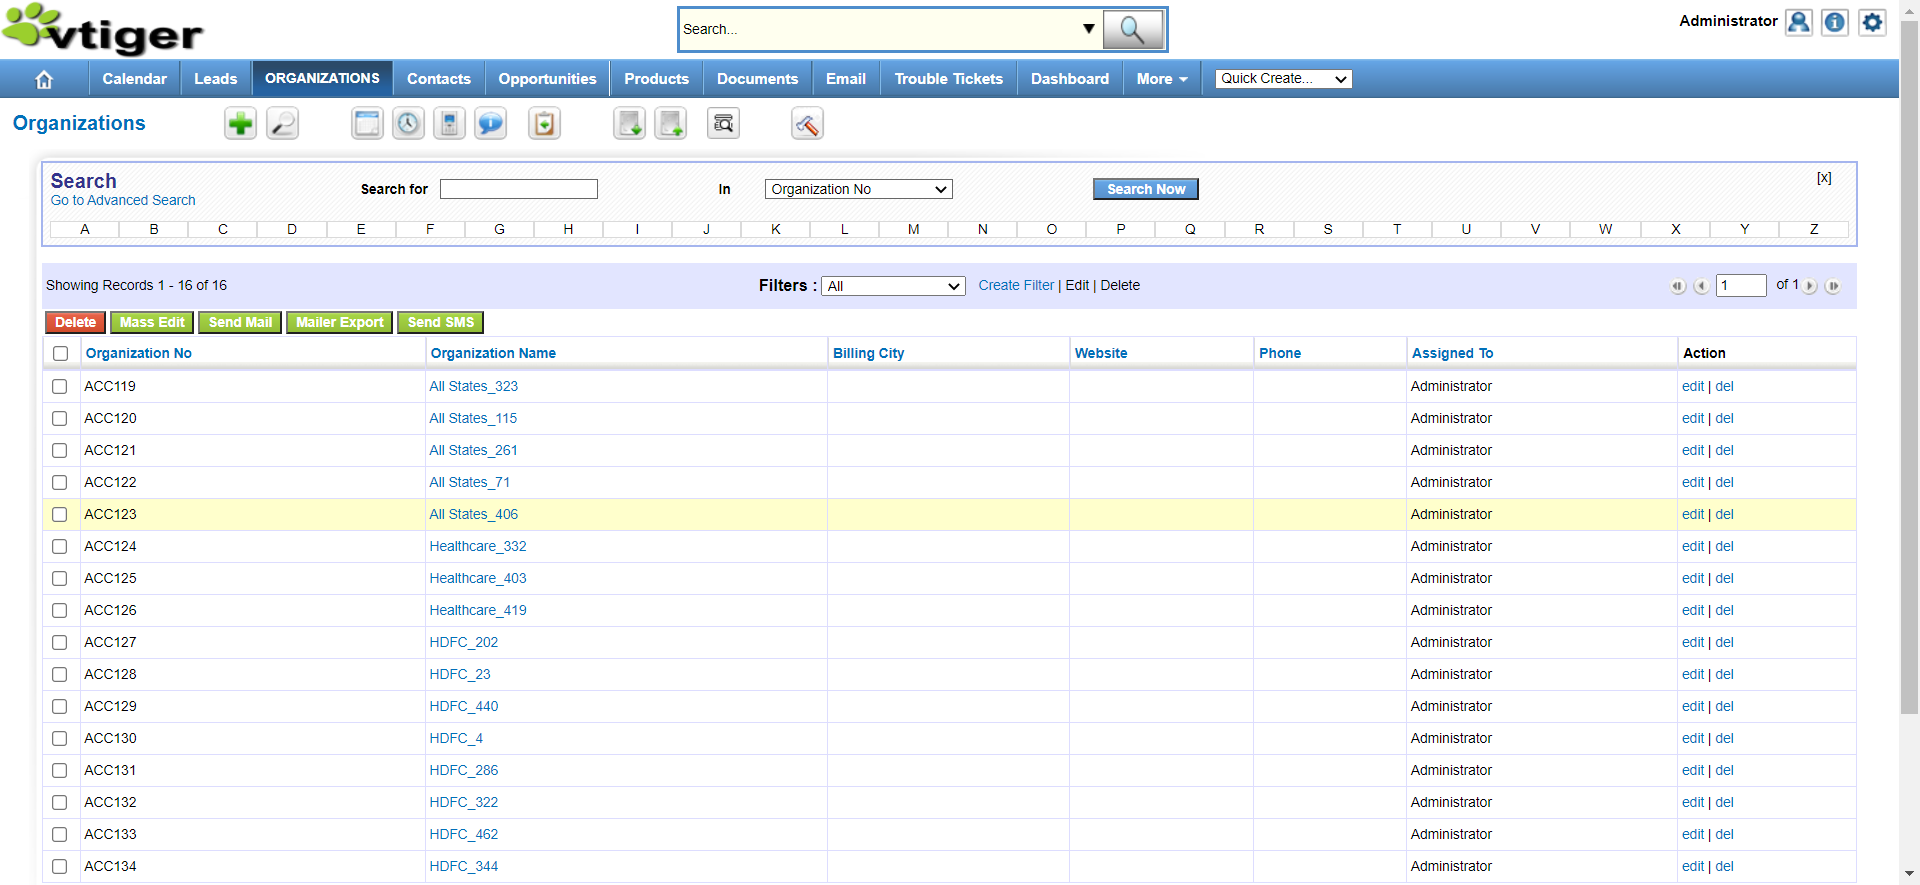 vtiger
Search...
Administrator
Calendar Leads ORGANIZATIONS Contacts Opportunities Products Documents Email Trouble Tickets Dashboard More Quick Create...
Organizations
Search
Go to Advanced Search
Search for In Organization No Search Now [x]
A B C D E F G H I J K L M N O P Q R S T U V W X Y Z
Showing Records 1 - 16 of 16 Filters : All Create Filter | Edit | Delete 1 of 1
Delete Mass Edit Send Mail Mailer Export Send SMS
Organization No Organization Name Billing City Website Phone Assigned To Action
ACC119 All States_323 Administrator edit | del
ACC120 All States_115 Administrator edit | del
ACC121 All States_261 Administrator edit | del
ACC122 All States_71 Administrator edit | del
ACC123 All States_406 Administrator edit | del
ACC124 Healthcare_332 Administrator edit | del
ACC125 Healthcare_403 Administrator edit | del
ACC126 Healthcare_419 Administrator edit | del
ACC127 HDFC_202 Administrator edit | del
ACC128 HDFC_23 Administrator edit | del
ACC129 HDFC_440 Administrator edit | del
ACC130 HDFC_4 Administrator edit | del
ACC131 HDFC_286 Administrator edit | del
ACC132 HDFC_322 Administrator edit | del
ACC133 HDFC_462 Administrator edit | del
ACC134 HDFC_344 Administrator edit | del